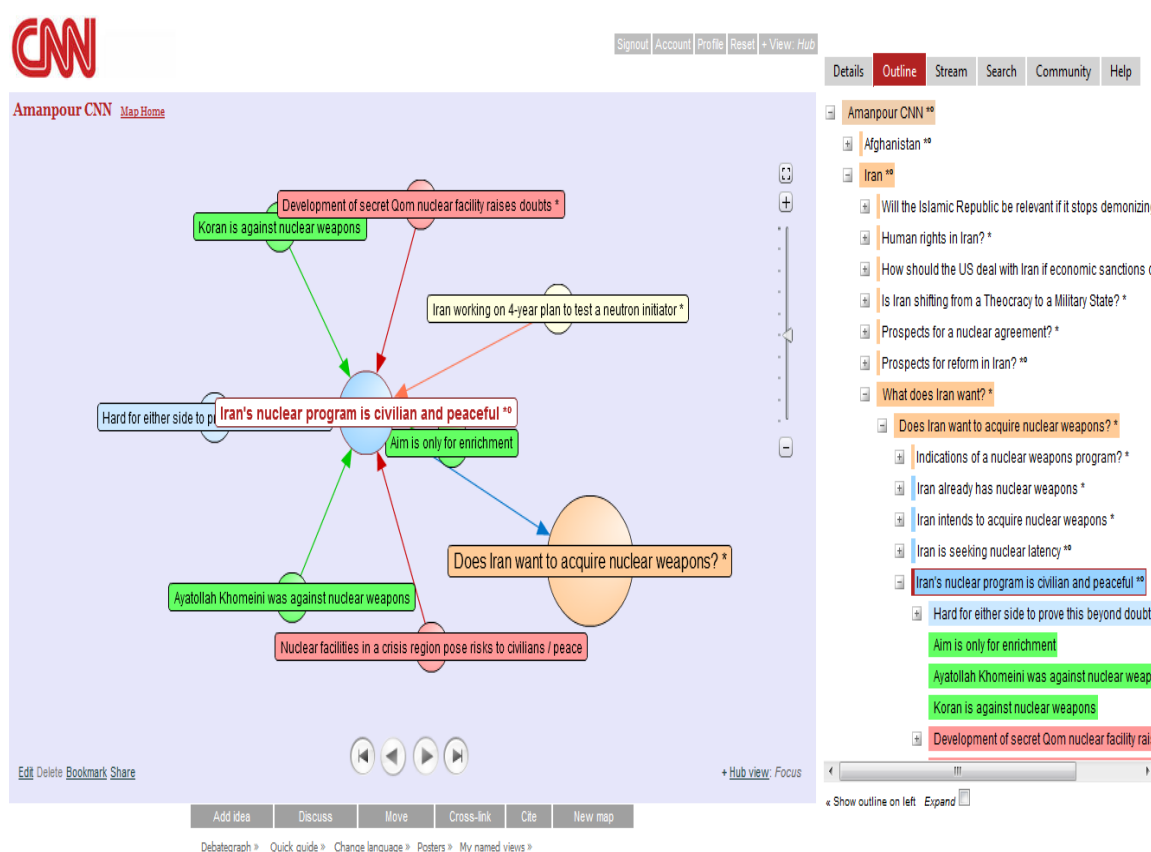 CNN
Signout Account Profile Reset + View: Hub
Details Outline Stream Search Community Help
Amanpour CNN Map Home
Development of secret Qom nuclear facility raises doubts *
Koran is against nuclear weapons
Iran working on 4-year plan to test a neutron initiator *
Hard for either side to
Iran's nuclear program is civilian and peaceful *º
Aim is only for enrichment
Does Iran want to acquire nuclear weapons? *
Ayatollah Khomeini was against nuclear weapons
Nuclear facilities in a crisis region pose risks to civilians / peace
Edit Delete Bookmark Share
+ Hub view: Focus
Add idea Discuss Move Cross-link Cite New map
Debategraph » Quick guide » Change language » Posters » My named views »
Amanpour CNN *º
Afghanistan *º
Iran *º
Will the Islamic Republic be relevant if it stops demonizing
Human rights in Iran? *
How should the US deal with Iran if economic sanctions
Is Iran shifting from a Theocracy to a Military State? *
Prospects for a nuclear agreement? *
Prospects for reform in Iran? *º
What does Iran want? *
Does Iran want to acquire nuclear weapons? *
Indications of a nuclear weapons program? *
Iran already has nuclear weapons *
Iran intends to acquire nuclear weapons *
Iran is seeking nuclear latency *º
Iran's nuclear program is civilian and peaceful *º
Hard for either side to prove this beyond doubt
Aim is only for enrichment
Ayatollah Khomeini was against nuclear weap
Koran is against nuclear weapons
Development of secret Qom nuclear facility rai
« Show outline on left Expand